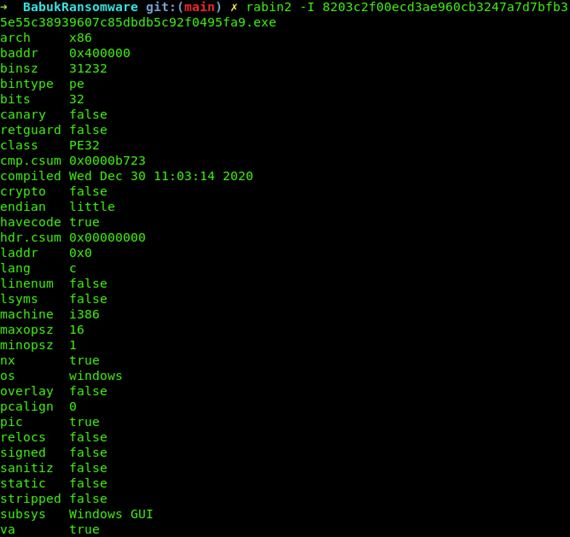 → BabukRansomware git:(main) ✗ rabin2 -I 8203c2f00ecd3ae960cb3247a7d7bfb3
5e55c38939607c85dbdb5c92f0495fa9.exe
arch x86
baddr 0x400000
binsz 31232
bintype pe
bits 32
canary false
retguard false
class PE32
cmp.csum 0x0000b723
compiled Wed Dec 30 11:03:14 2020
crypto false
endian little
havecode true
hdr.csum 0x00000000
laddr 0x0
lang c
linenum false
lsyms false
machine i386
maxopsz 16
minopsz 1
nx true
os windows
overlay false
pcalign 0
pic true
relocs false
signed false
sanitiz false
static false
stripped false
subsys Windows GUI
va true